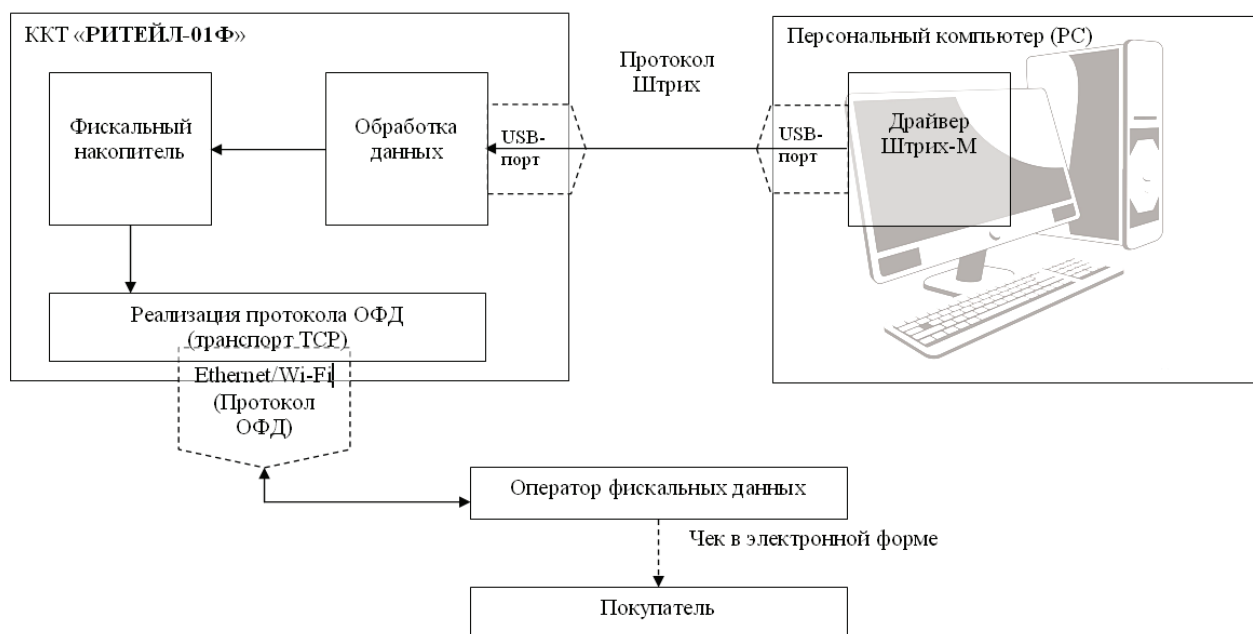 ККТ «РИТЕЙЛ-01Ф»
Персональный компьютер (PC)
Протокол
Штрих
Фискальный
накопитель
Обработка
данных
USB-
порт
USB-
порт
Драйвер
Штрих-М
Реализация протокола ОФД
(транспорт TCP)
Ethernet/Wi-Fi
(Протокол
ОФД)
Оператор фискальных данных
Чек в электронной форме
Покупатель